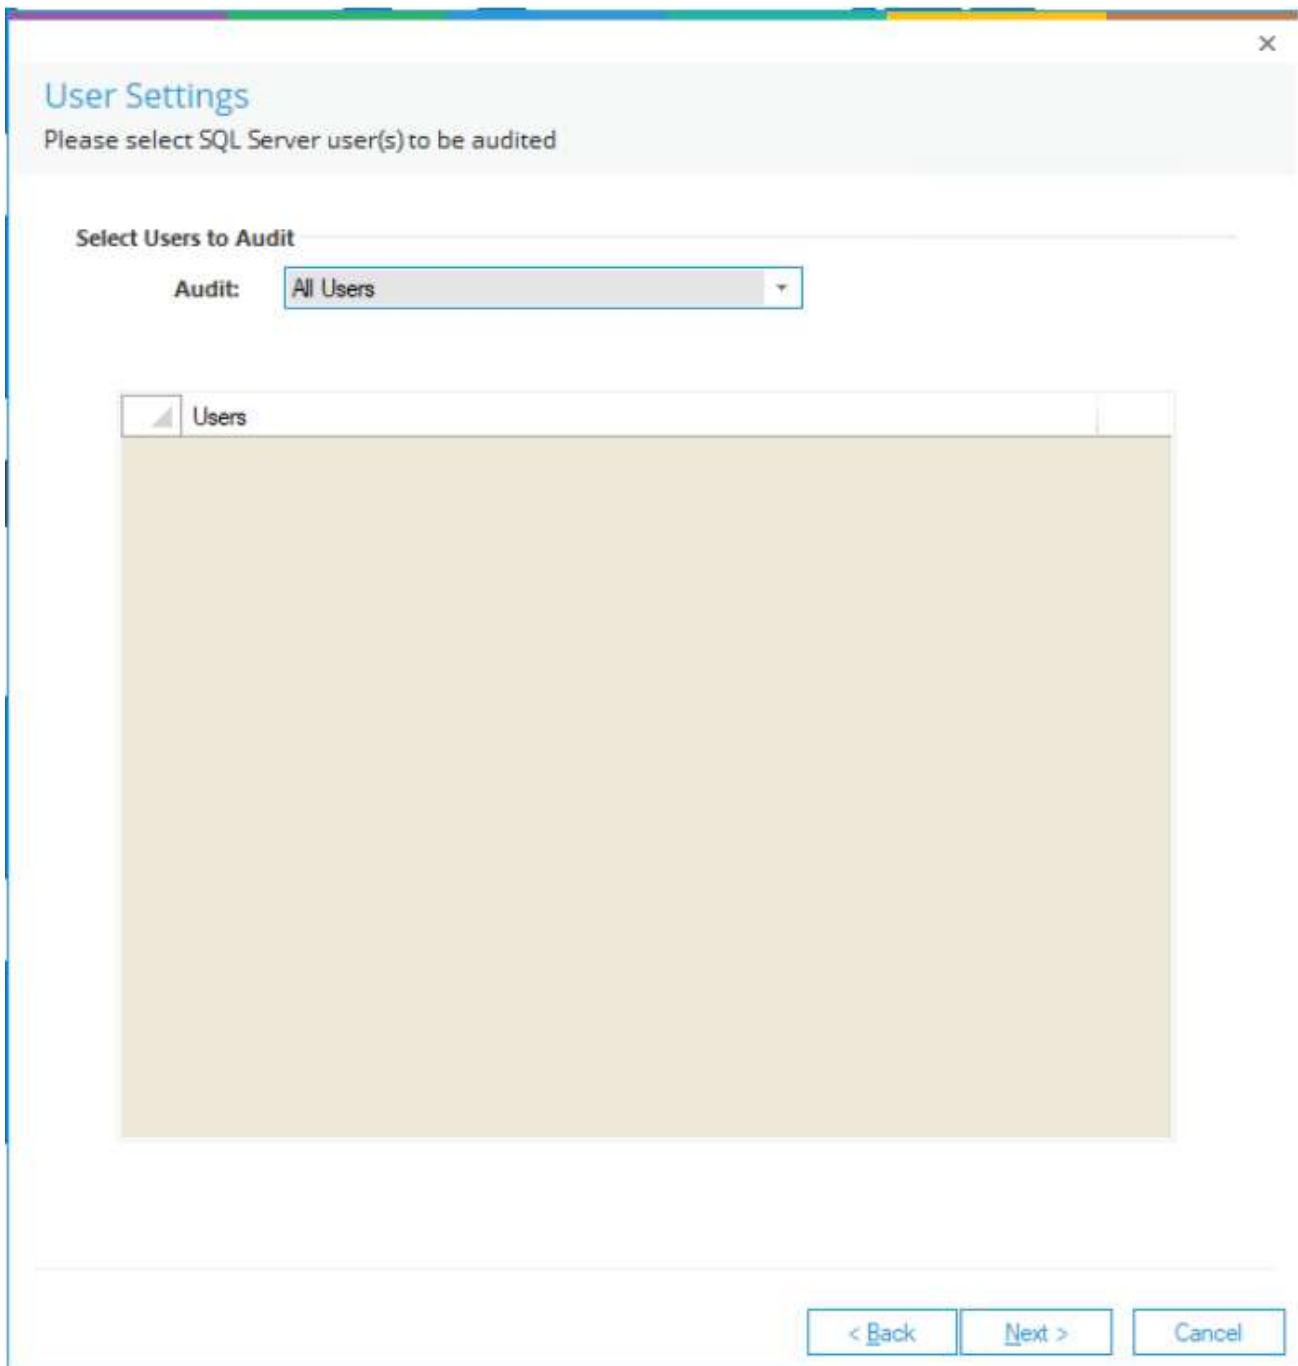 User Settings
Please select SQL Server user(s) to be audited
Select Users to Audit
Audit: All Users
Users
< Back Next > Cancel